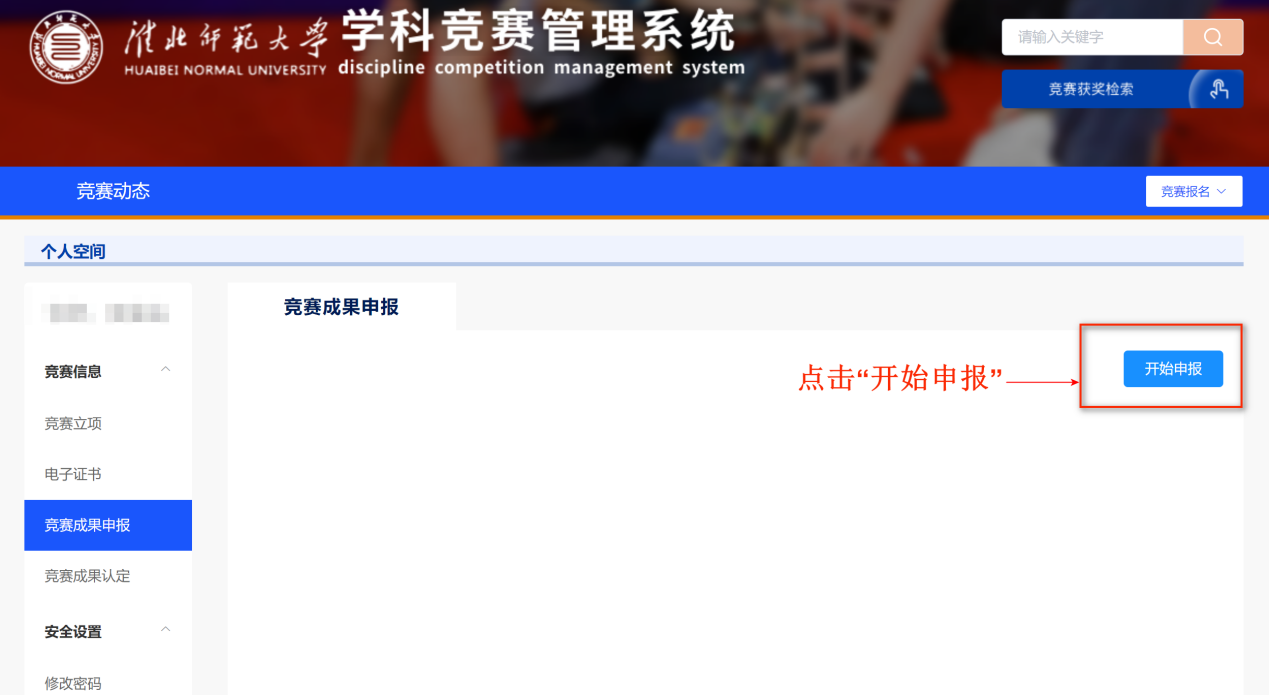 淮北师范大学
HUAIBEI NORMAL UNIVERSITY
学科竞赛管理系统
discipline competition management system
请输入关键字
竞赛获奖检索
竞赛动态
竞赛报名
个人空间
竞赛成果申报
竞赛信息
竞赛立项
电子证书
竞赛成果申报
竞赛成果认定
安全设置
修改密码
点击“开始申报”
开始申报